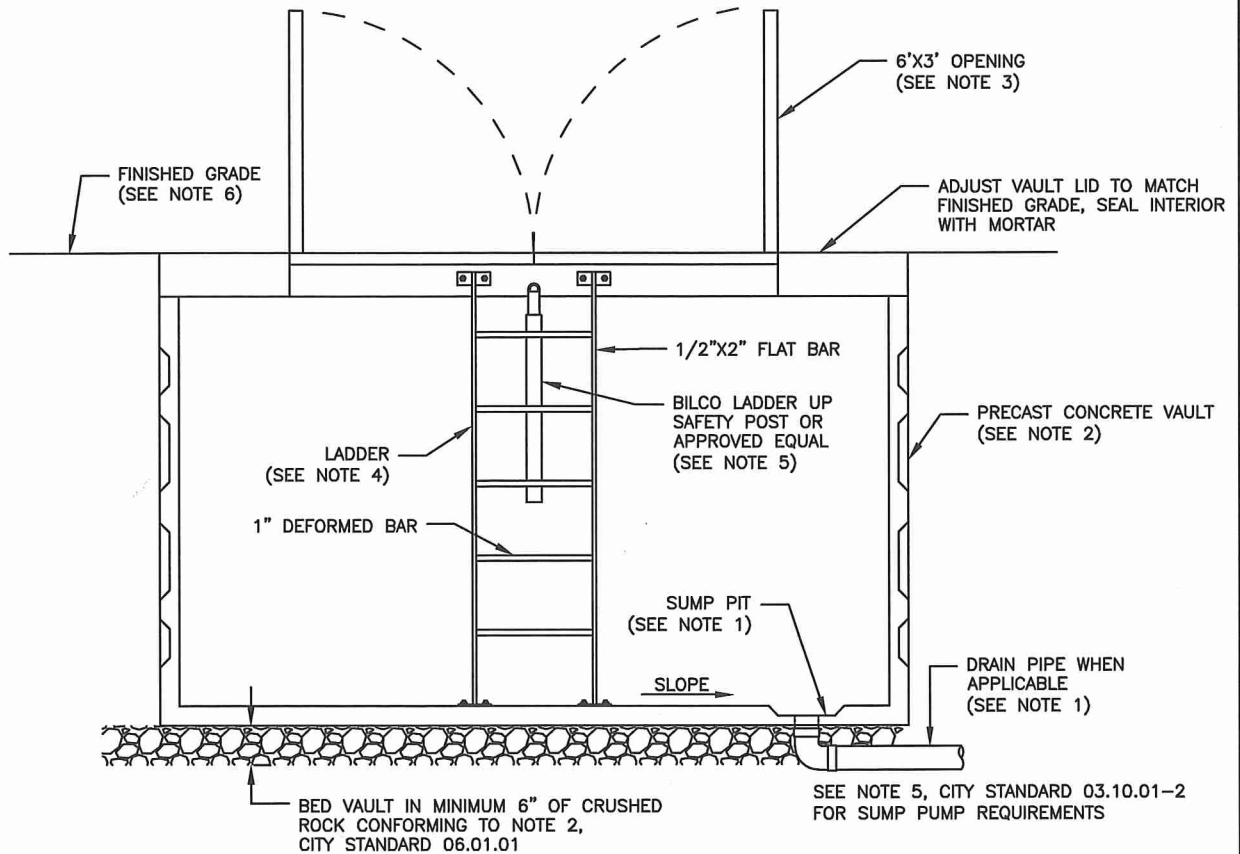 6'X3' OPENING
(SEE NOTE 3)
FINISHED GRADE
(SEE NOTE 6)
ADJUST VAULT LID TO MATCH
FINISHED GRADE, SEAL INTERIOR
WITH MORTAR
1/2"X2" FLAT BAR
BILCO LADDER UP
SAFETY POST OR
APPROVED EQUAL
(SEE NOTE 5)
PRECAST CONCRETE VAULT
(SEE NOTE 2)
LADDER
(SEE NOTE 4)
1" DEFORMED BAR
SUMP PIT
(SEE NOTE 1)
SLOPE
DRAIN PIPE WHEN
APPLICABLE
(SEE NOTE 1)
SEE NOTE 5, CITY STANDARD 03.10.01-2
FOR SUMP PUMP REQUIREMENTS
BED VAULT IN MINIMUM 6" OF CRUSHED
ROCK CONFORMING TO NOTE 2,
CITY STANDARD 06.01.01